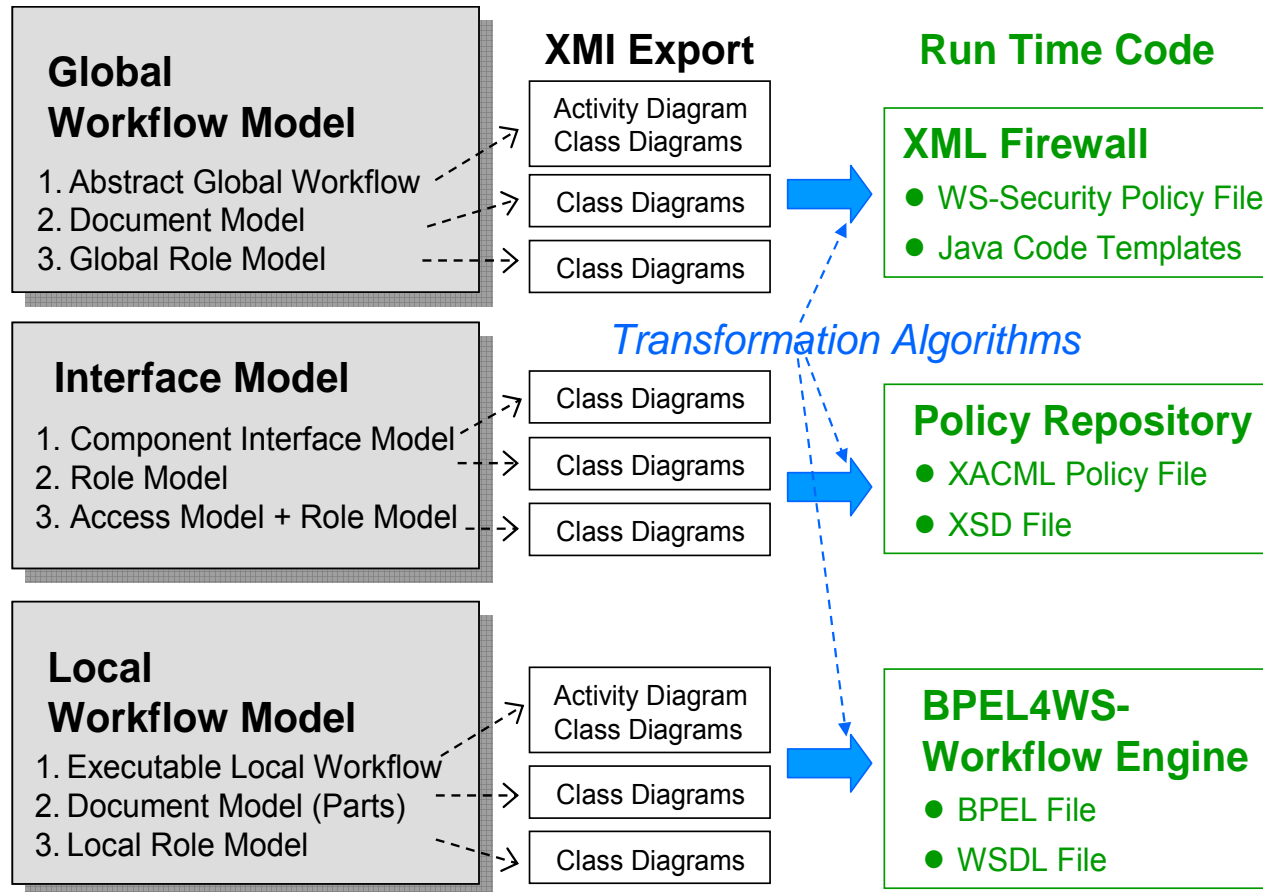 Global
Workflow Model
1. Abstract Global Workflow
2. Document Model
3. Global Role Model
XMI Export
Activity Diagram
Class Diagrams
Class Diagrams
Class Diagrams
Run Time Code
XML Firewall
● WS-Security Policy File
● Java Code Templates
Transformation Algorithms
Interface Model
1. Component Interface Model
2. Role Model
3. Access Model + Role Model
Class Diagrams
Class Diagrams
Class Diagrams
Policy Repository
● XACML Policy File
● XSD File
Local
Workflow Model
1. Executable Local Workflow
2. Document Model (Parts)
3. Local Role Model
Activity Diagram
Class Diagrams
Class Diagrams
Class Diagrams
BPEL4WS-
Workflow Engine
● BPEL File
● WSDL File